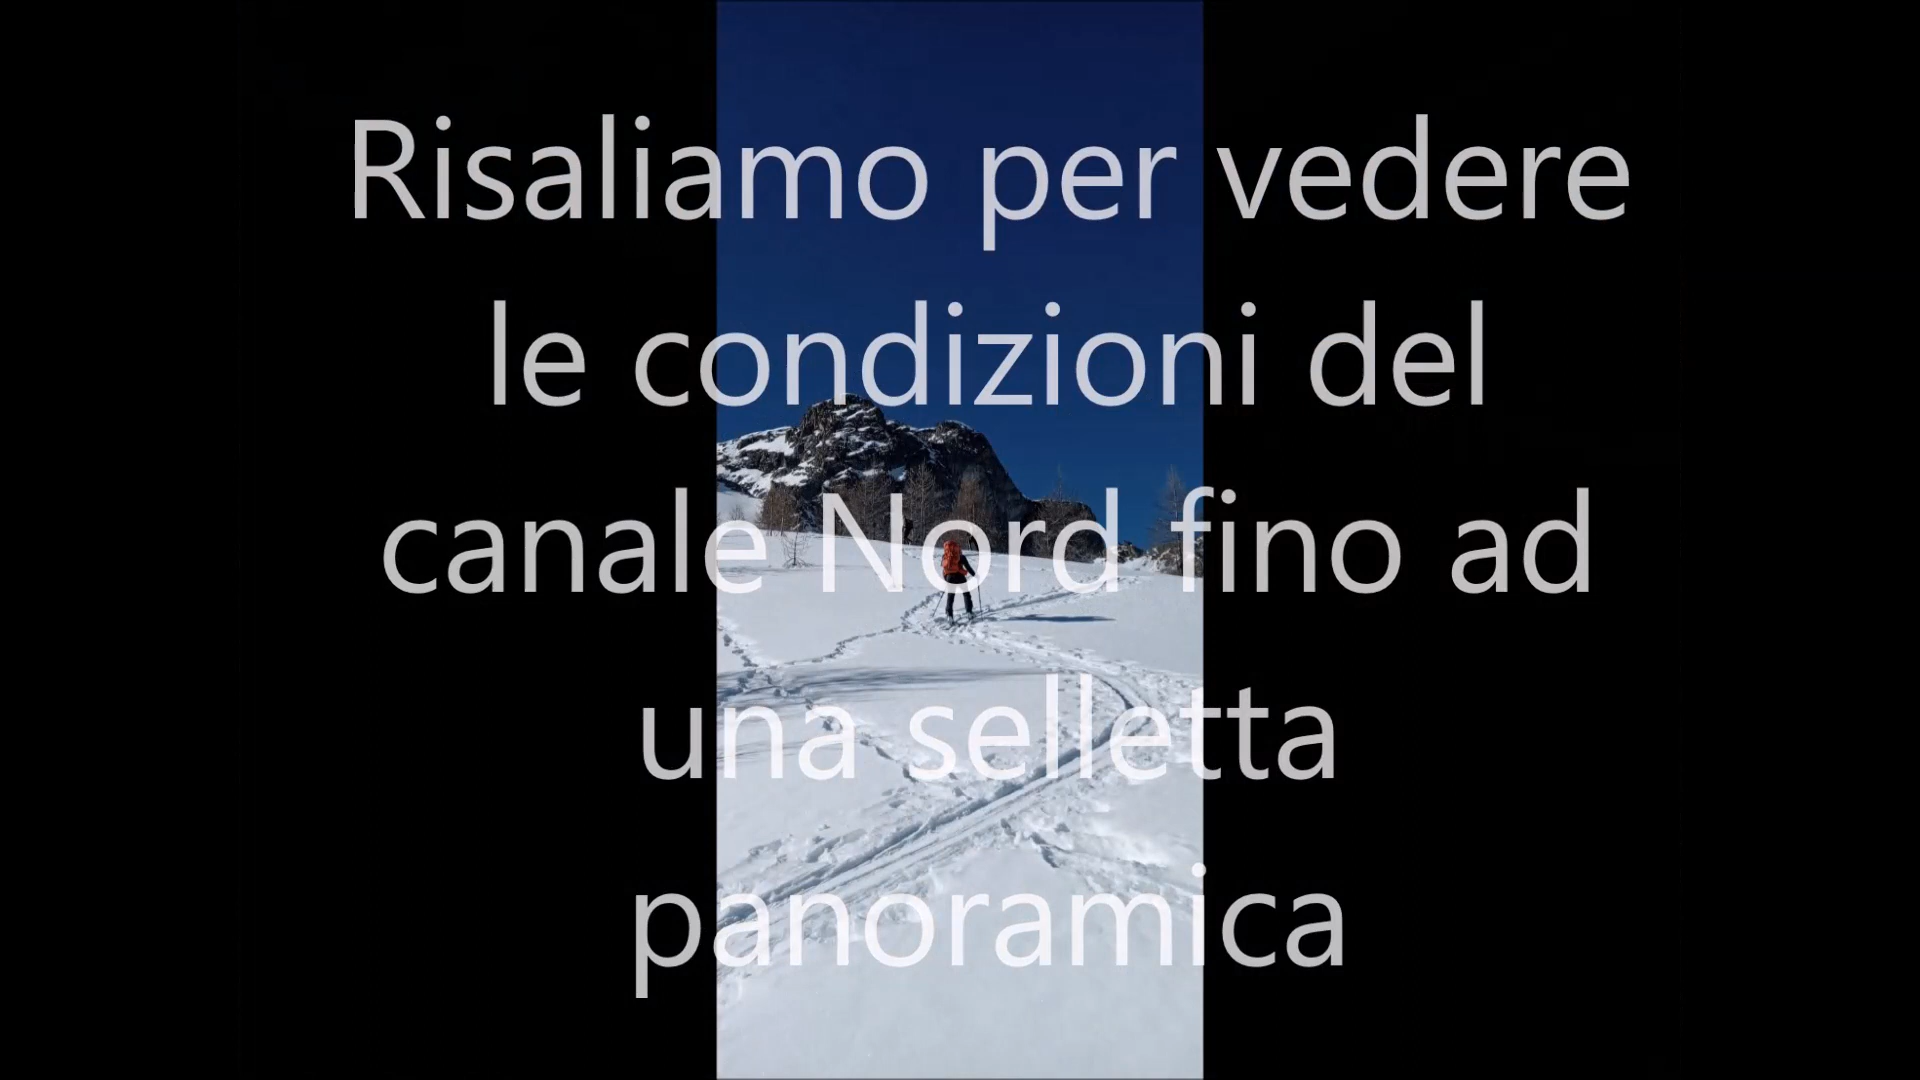 Risaliamo per vedere
le condizioni del
canale Nord fino ad
una selletta
panoramica